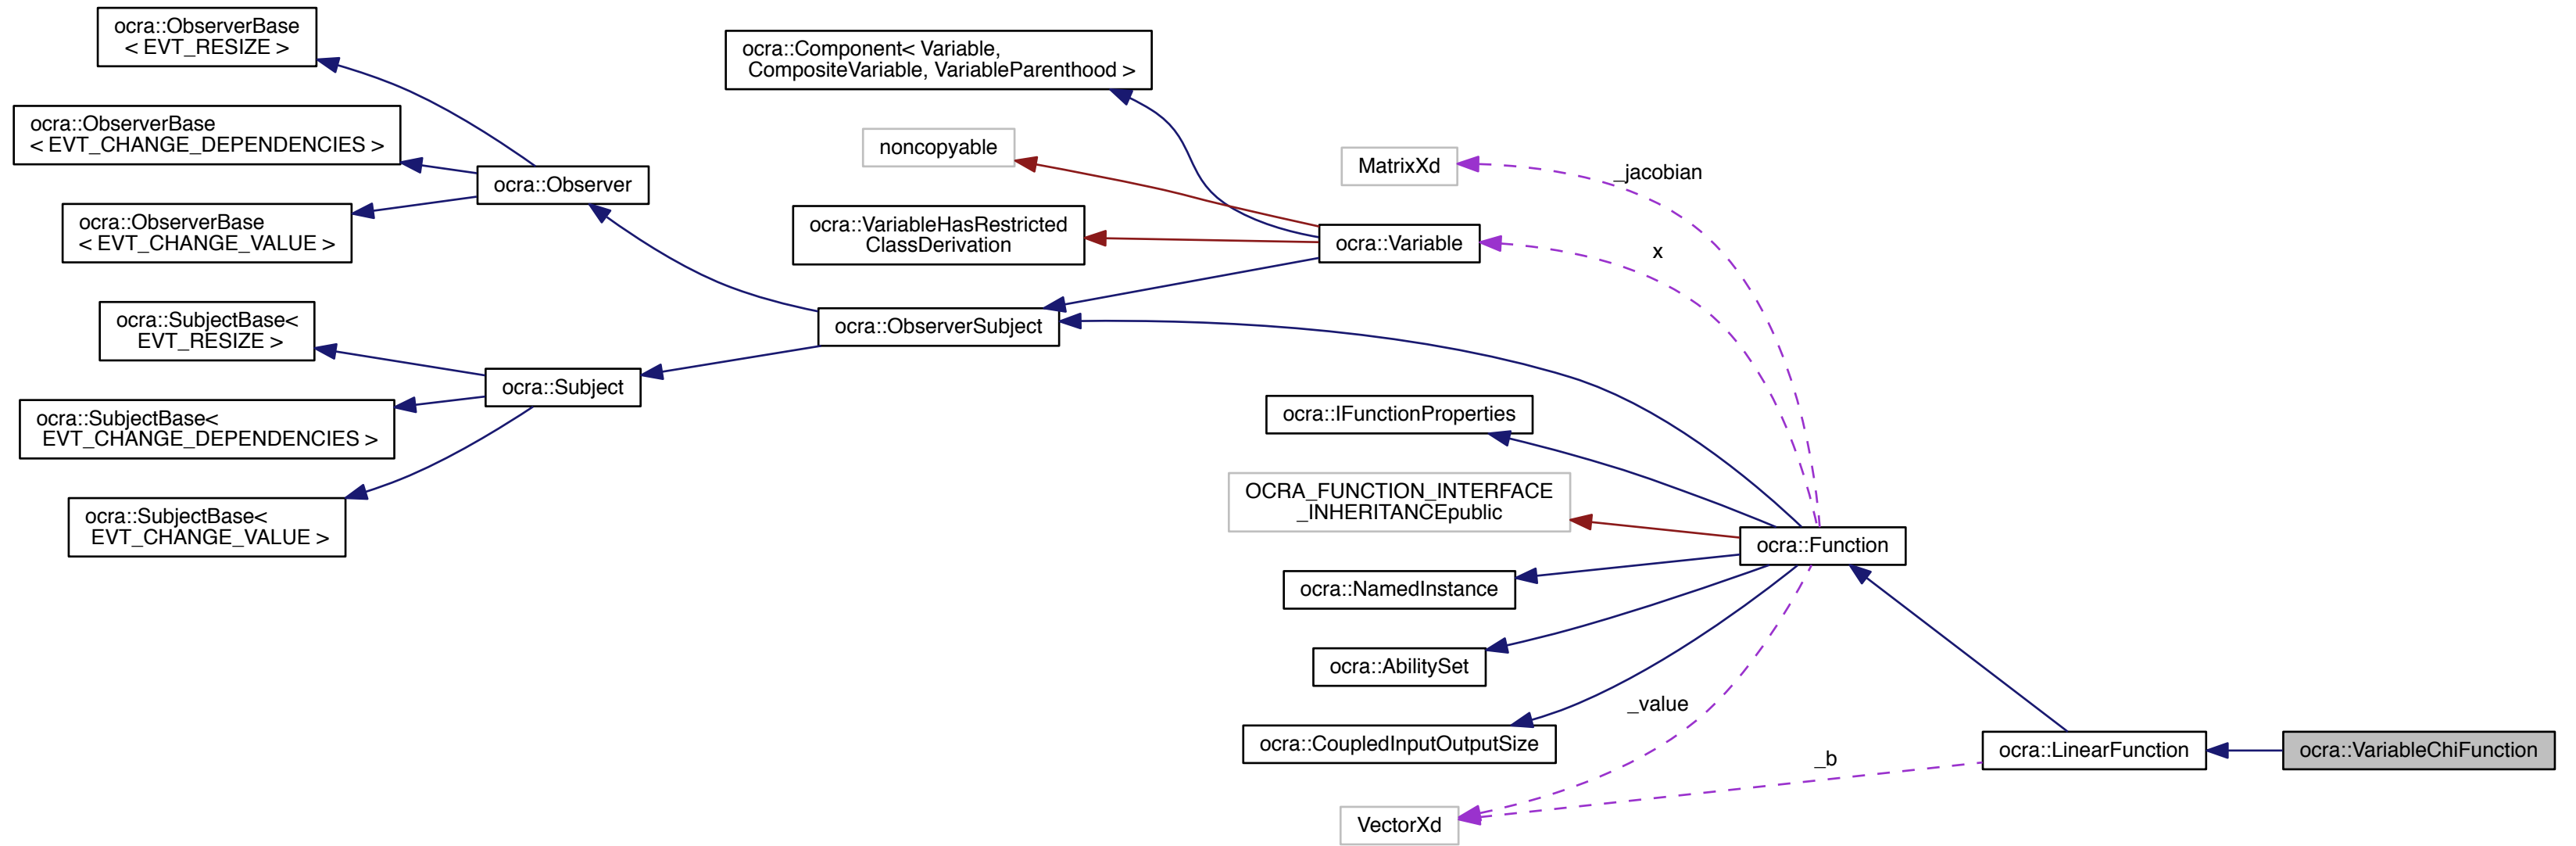 ocra::ObserverBase
< EVT_RESIZE >
ocra::ObserverBase
< EVT_CHANGE_DEPENDENCIES >
ocra::ObserverBase
< EVT_CHANGE_VALUE >
ocra::SubjectBase<
EVT_RESIZE >
ocra::SubjectBase<
EVT_CHANGE_DEPENDENCIES >
ocra::SubjectBase<
EVT_CHANGE_VALUE >
ocra::Observer
ocra::Subject
ocra::Component< Variable,
CompositeVariable, VariableParenthood >
noncopyable
ocra::VariableHasRestricted
ClassDerivation
ocra::ObserverSubject
MatrixXd
ocra::Variable
ocra::IFunctionProperties
OCRA_FUNCTION_INTERFACE
_INHERITANCEpublic
ocra::NamedInstance
ocra::AbilitySet
ocra::CoupledInputOutputSize
VectorXd
_jacobian
x
_value
_b
ocra::Function
ocra::LinearFunction
ocra::VariableChiFunction